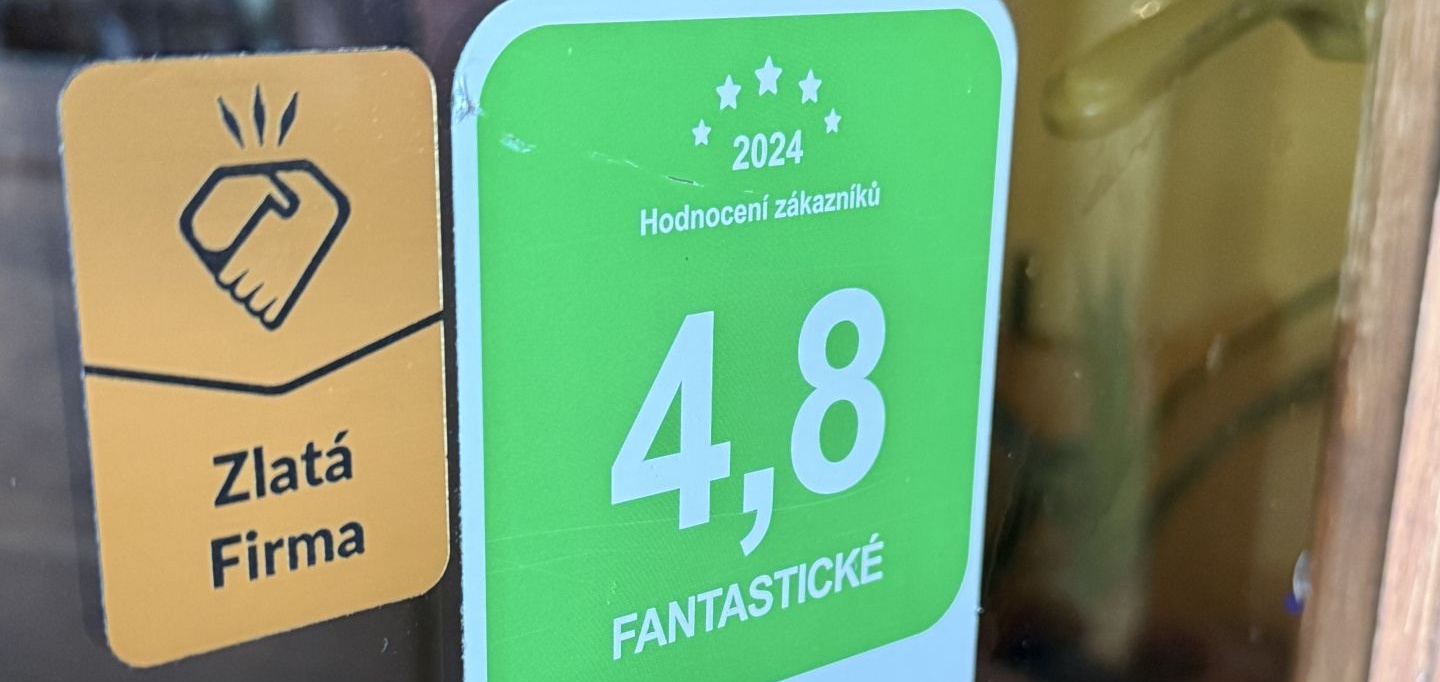 Zlatá
Firma
2024
Hodnocení zákazníků
4,8
FANTASTICKÉ